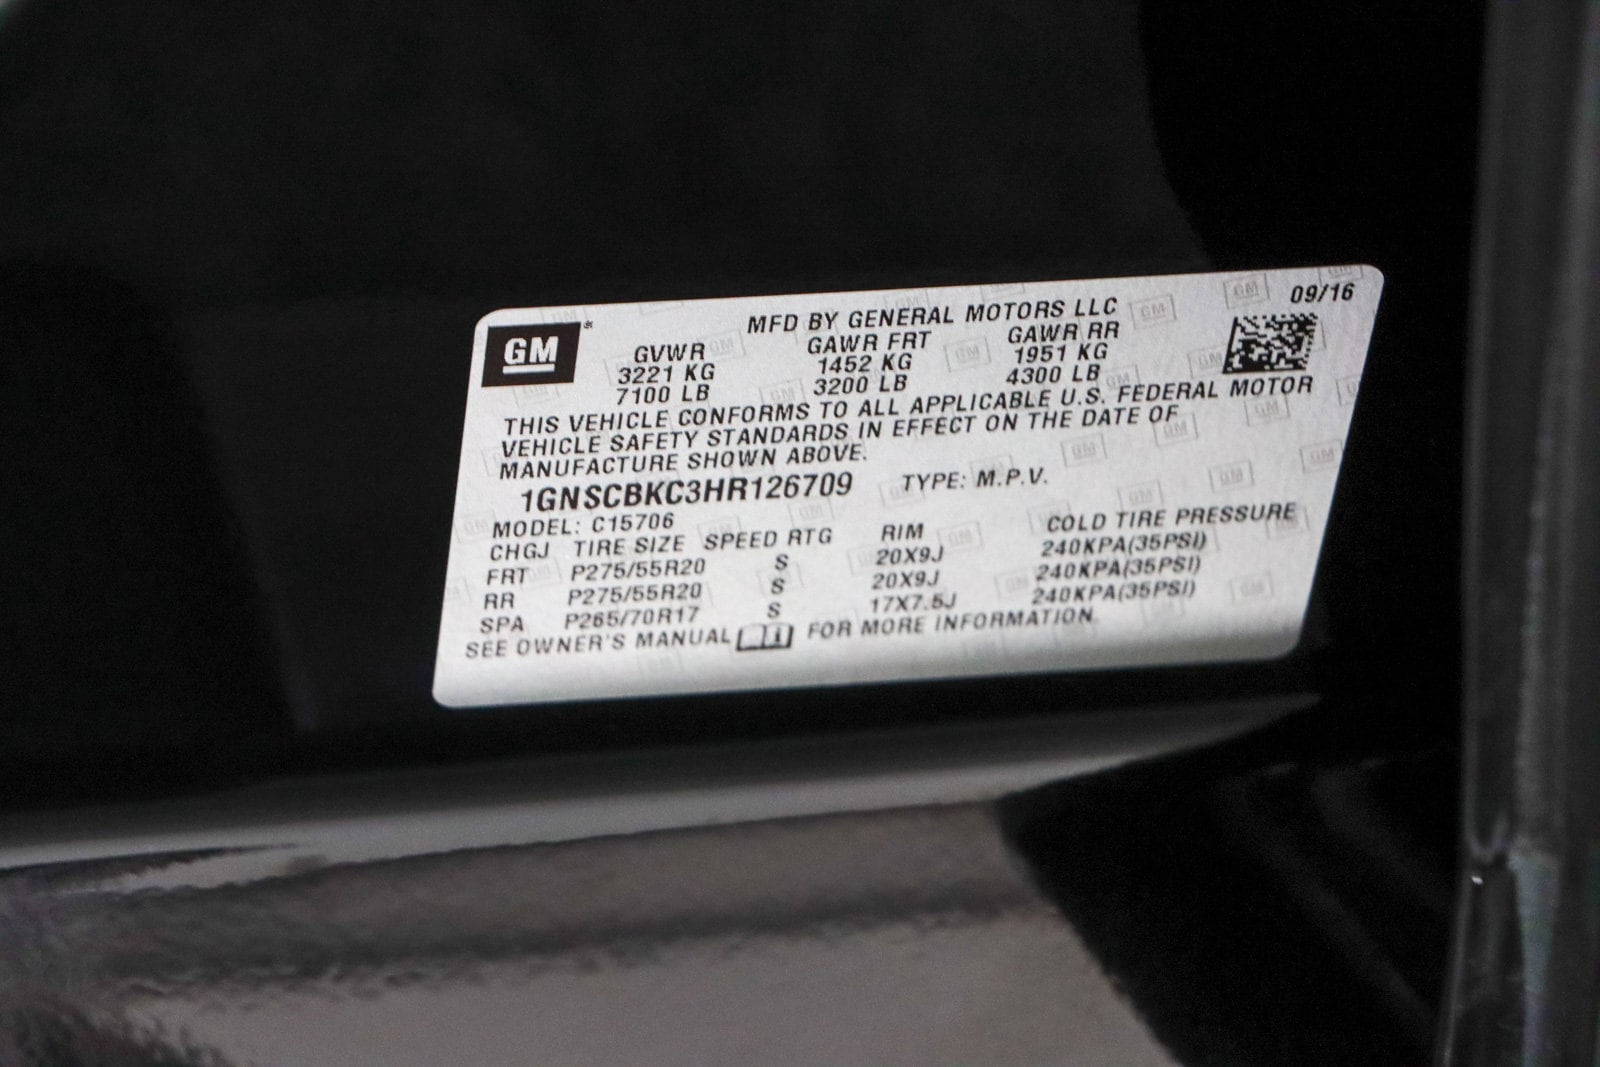 09/16
GM
MFD BY GENERAL MOTORS LLC
GVWR GAWR FRT GAWR RR
3221 KG 1452 KG 1951 KG
7100 LB 3200 LB 4300 LB
THIS VEHICLE CONFORMS TO ALL APPLICABLE U.S. FEDERAL MOTOR
VEHICLE SAFETY STANDARDS IN EFFECT ON THE DATE OF
MANUFACTURE SHOWN ABOVE.
1GNSCBKC3HR126709 TYPE: M.P.V.
MODEL: C15706
CHGJ TIRE SIZE SPEED RTG RIM COLD TIRE PRESSURE
FRT P275/55R20 S 20X9J 240KPA(35PSI)
RR P275/55R20 S 20X9J 240KPA(35PSI)
SPA P265/70R17 S 17X7.5J 240KPA(35PSI)
SEE OWNER'S MANUAL FOR MORE INFORMATION.